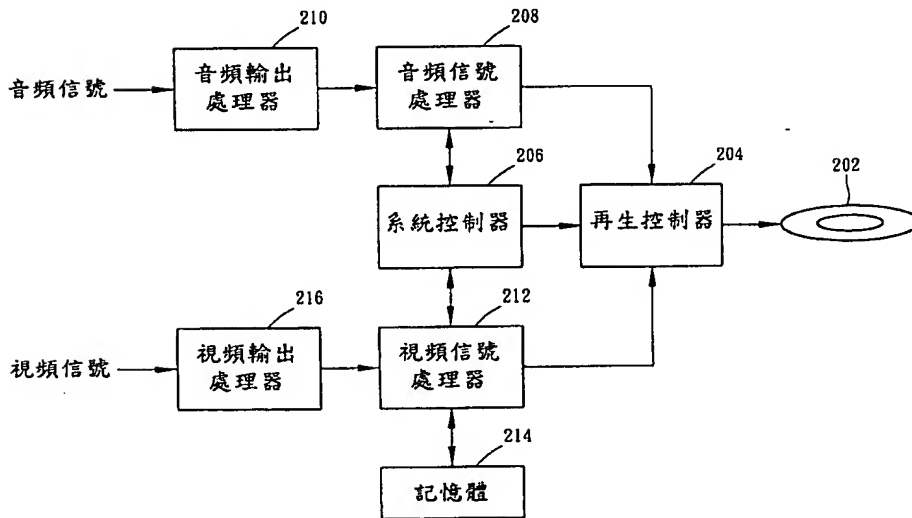 210
208
音頻信號
音頻輸出
處理器
音頻信號
處理器
206
204
202
系統控制器
再生控制器
216
212
視頻信號
視頻輸出
處理器
視頻信號
處理器
214
記憶體